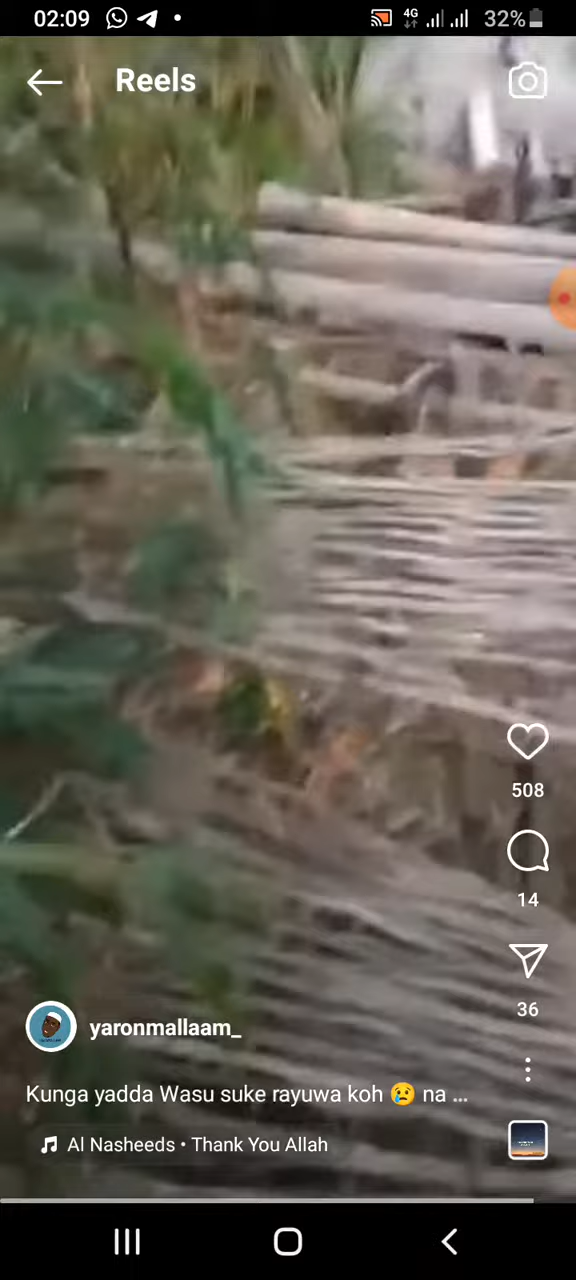 02:09
4G
32%
Reels
508
14
36
yaronmallaam_
Kunga yadda Wasu suke rayuwa koh 😢 na ...
Al Nasheeds • Thank You Allah